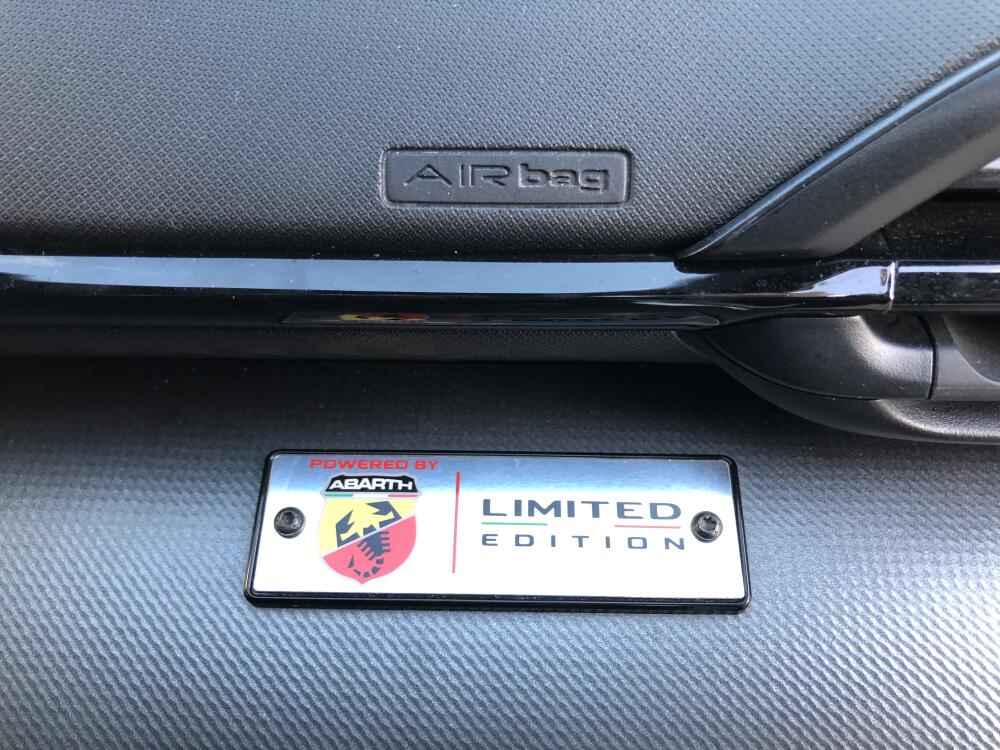 AIRbag
POWERED BY
ABARTH
LIMITED
EDITION